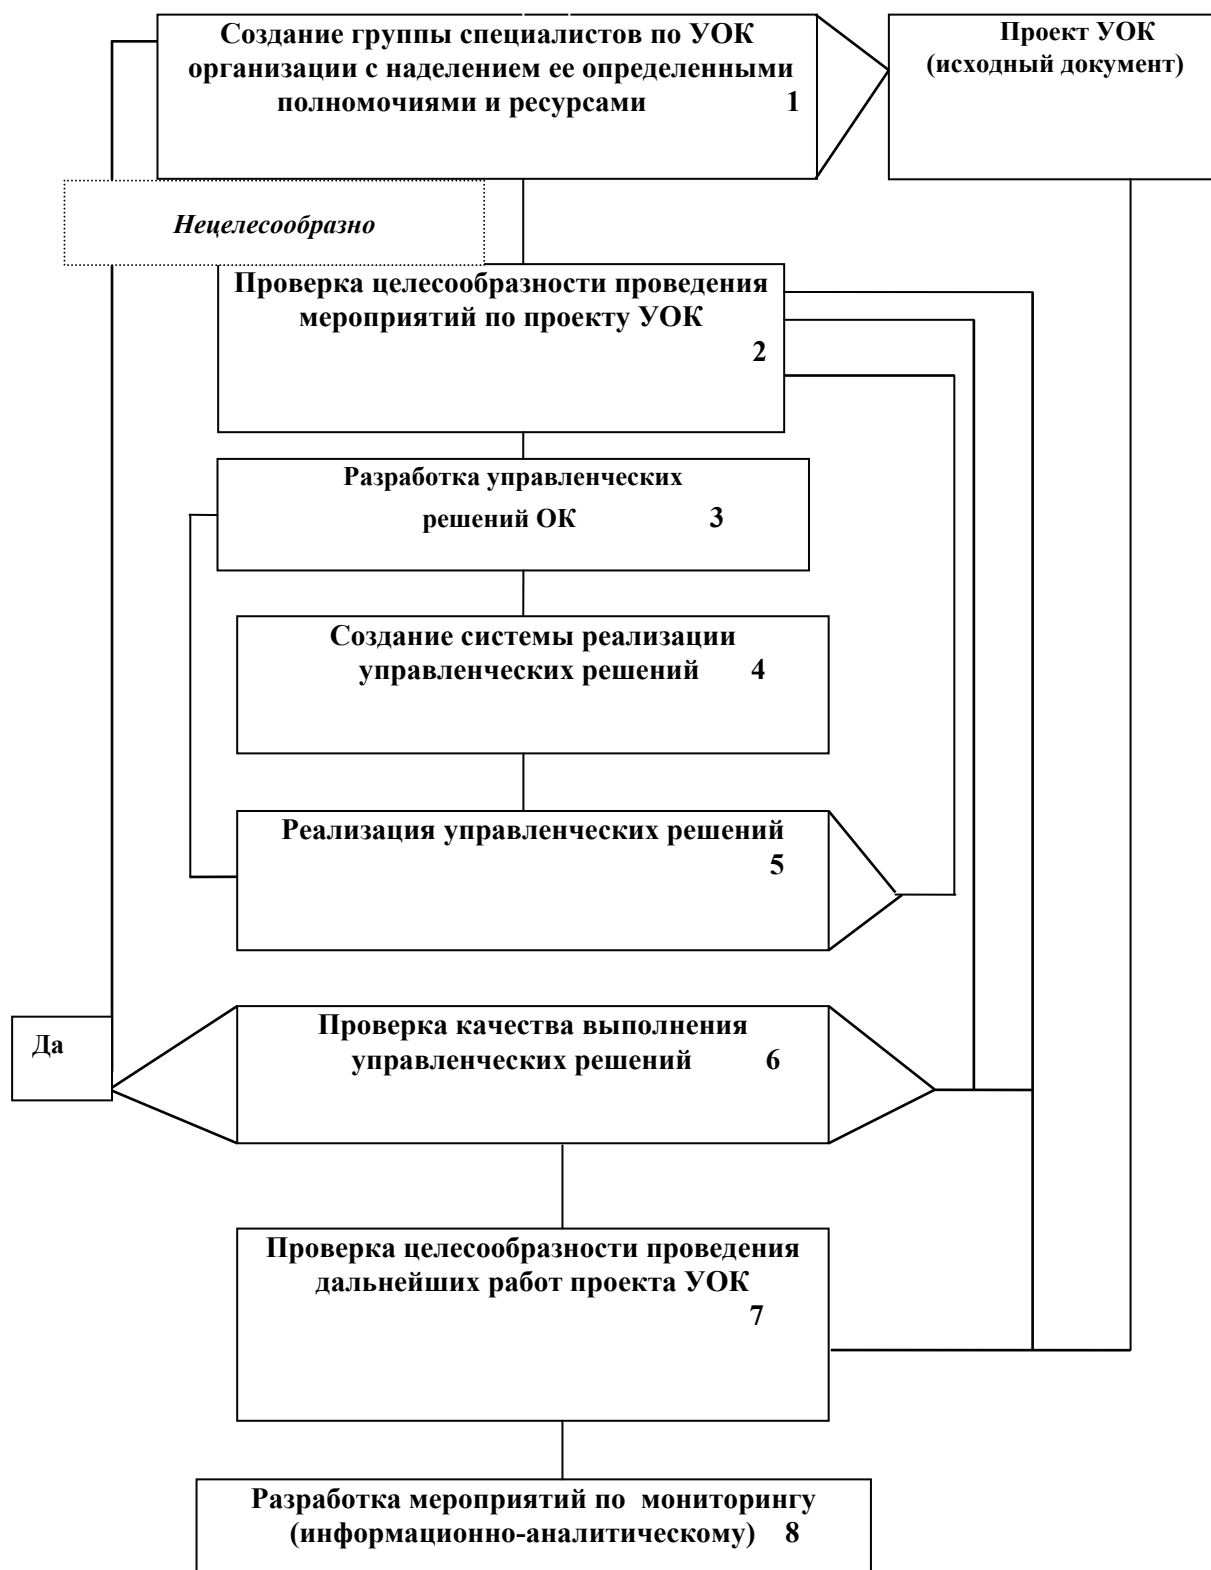 Создание группы специалистов по УОК
организации с наделением ее определенными
полномочиями и ресурсами 1
Проект УОК
(исходный документ)
Нецелесообразно
Проверка целесообразности проведения
мероприятий по проекту УОК
2
Разработка управленческих
решений ОК 3
Создание системы реализации
управленческих решений 4
Реализация управленческих решений
5
Да
Проверка качества выполнения
управленческих решений 6
Проверка целесообразности проведения
дальнейших работ проекта УОК
7
Разработка мероприятий по мониторингу
(информационно-аналитическому) 8